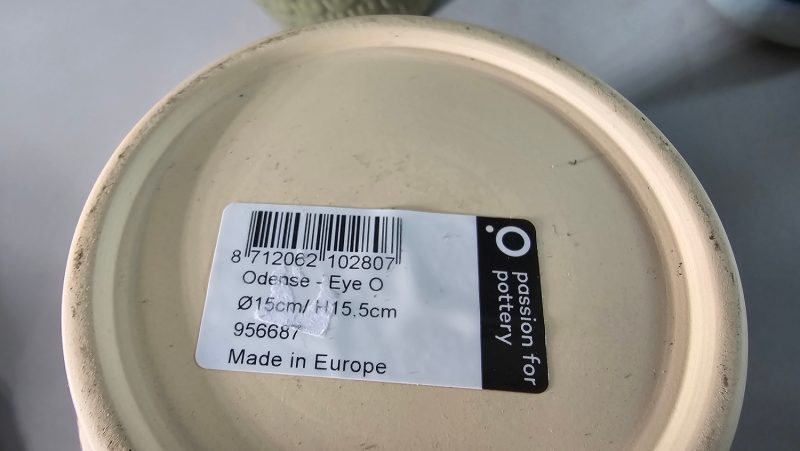 8 712062 102807
Odense - Eye O
Ø15cm/ H15.5cm
956687
Made in Europe
passion for
pottery